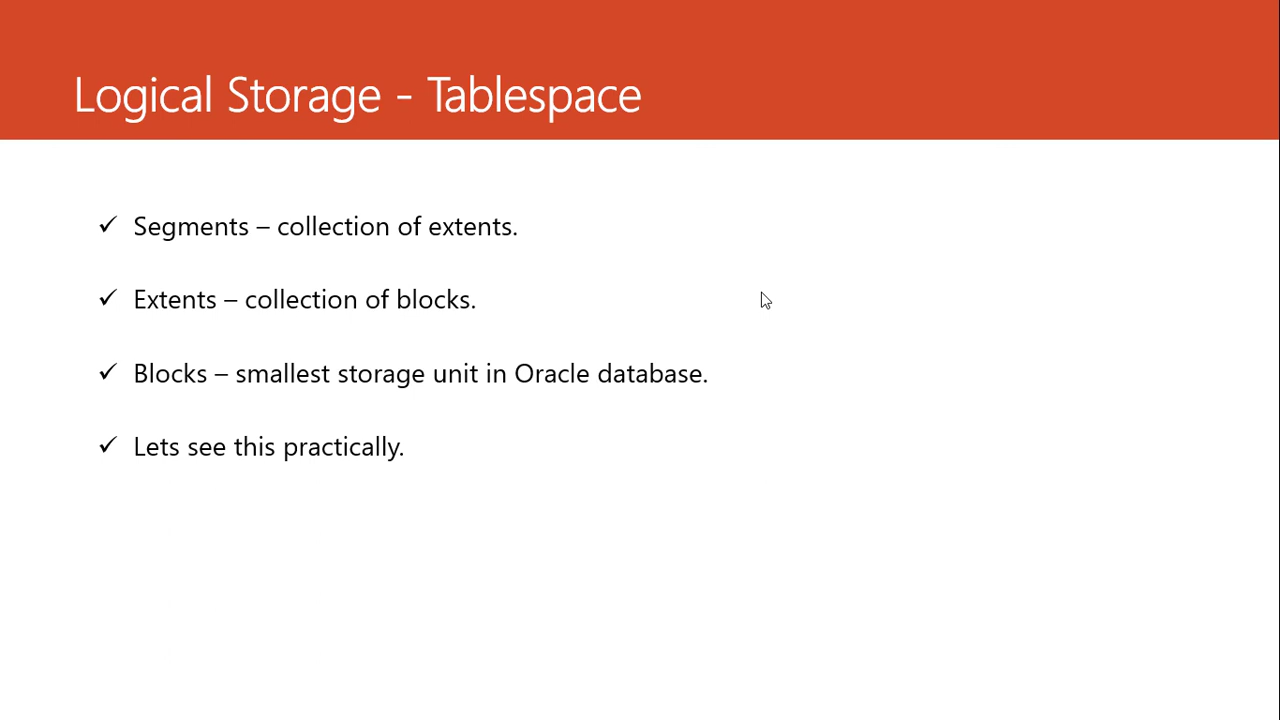 Logical Storage - Tablespace
✓ Segments – collection of extents.
✓ Extents – collection of blocks.
✓ Blocks – smallest storage unit in Oracle database.
✓ Lets see this practically.